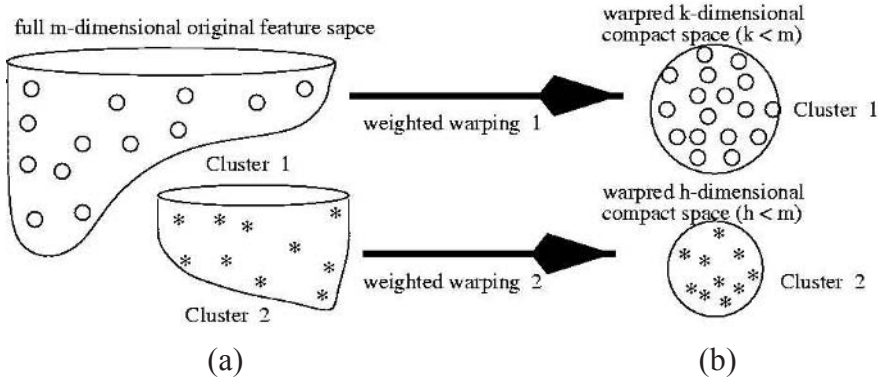 full m-dimensional original feature sapce
warpred k-dimensional
compact space (k < m)
weighted warping 1
Cluster 1
Cluster 1
warpred h-dimensional
compact space (h < m)
weighted warping 2
Cluster 2
Cluster 2
(a)
(b)